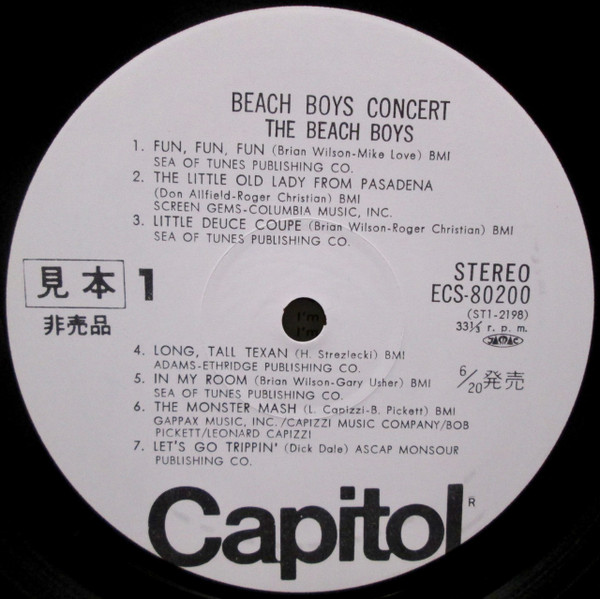 BEACH BOYS CONCERT
THE BEACH BOYS
1. FUN, FUN, FUN (Brian Wilson-Mike Love) BMI
SEA OF TUNES PUBLISHING CO.
2. THE LITTLE OLD LADY FROM PASADENA
(Don Allfield-Roger Christian) BMI
SCREEN GEMS-COLUMBIA MUSIC, INC.
3. LITTLE DEUCE COUPE (Brian Wilson-Roger Christian) BMI
SEA OF TUNES PUBLISHING CO.
見本 1
非売品
STEREO
ECS-80200
(ST1-2198)
33⅓ r. p. m.
6/20発売
4. LONG, TALL TEXAN (H. Strezlecki) BMI
ADAMS-ETHRIDGE PUBLISHING CO.
5. IN MY ROOM (Brian Wilson-Gary Usher) BMI
SEA OF TUNES PUBLISHING CO.
6. THE MONSTER MASH (L. Capizzi-B. Pickett) BMI
GAPPAX MUSIC, INC./CAPIZZI MUSIC COMPANY/BOB
PICKETT/LEONARD CAPIZZI
7. LET'S GO TRIPPIN' (Dick Dale) ASCAP MONSOUR
PUBLISHING CO.
Capitol R